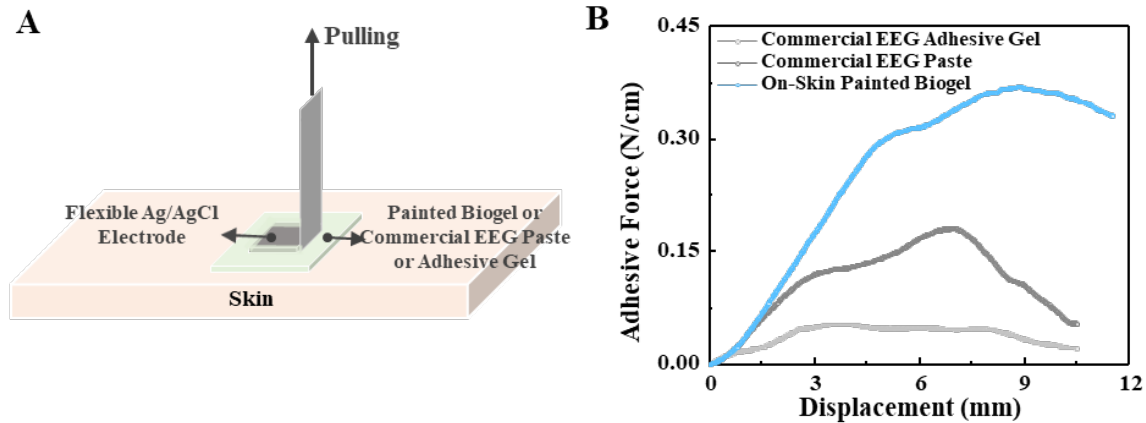 A
Pulling
Flexible Ag/AgCl
Electrode
Painted Biogel or
Commercial EEG Paste
or Adhesive Gel
Skin
B
0.45
0.30
0.15
0.00
Adhesive Force (N/cm)
Commercial EEG Adhesive Gel
Commercial EEG Paste
On-Skin Painted Biogel
0
3
6
9
12
Displacement (mm)